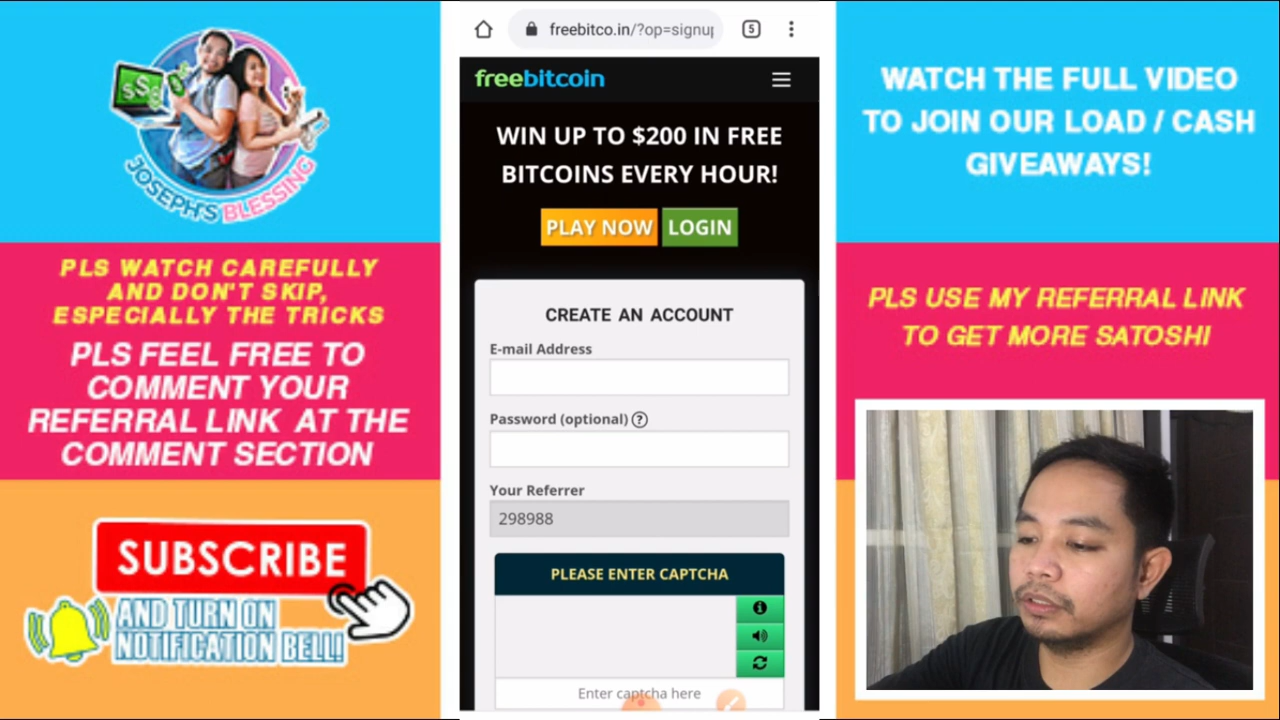 JOSEPH'S BLESSING
PLS WATCH CAREFULLY
AND DON'T SKIP,
ESPECIALLY THE TRICKS
PLS FEEL FREE TO
COMMENT YOUR
REFERRAL LINK AT THE
COMMENT SECTION
SUBSCRIBE
AND TURN ON
NOTIFICATION BELL!
freebitco.in/?op=signup
5
freebitcoin
WIN UP TO $200 IN FREE
BITCOINS EVERY HOUR!
PLAY NOW LOGIN
CREATE AN ACCOUNT
E-mail Address
Password (optional) ?
Your Referrer
298988
PLEASE ENTER CAPTCHA
Enter captcha here
WATCH THE FULL VIDEO
TO JOIN OUR LOAD / CASH
GIVEAWAYS!
PLS USE MY REFERRAL LINK
TO GET MORE SATOSHI